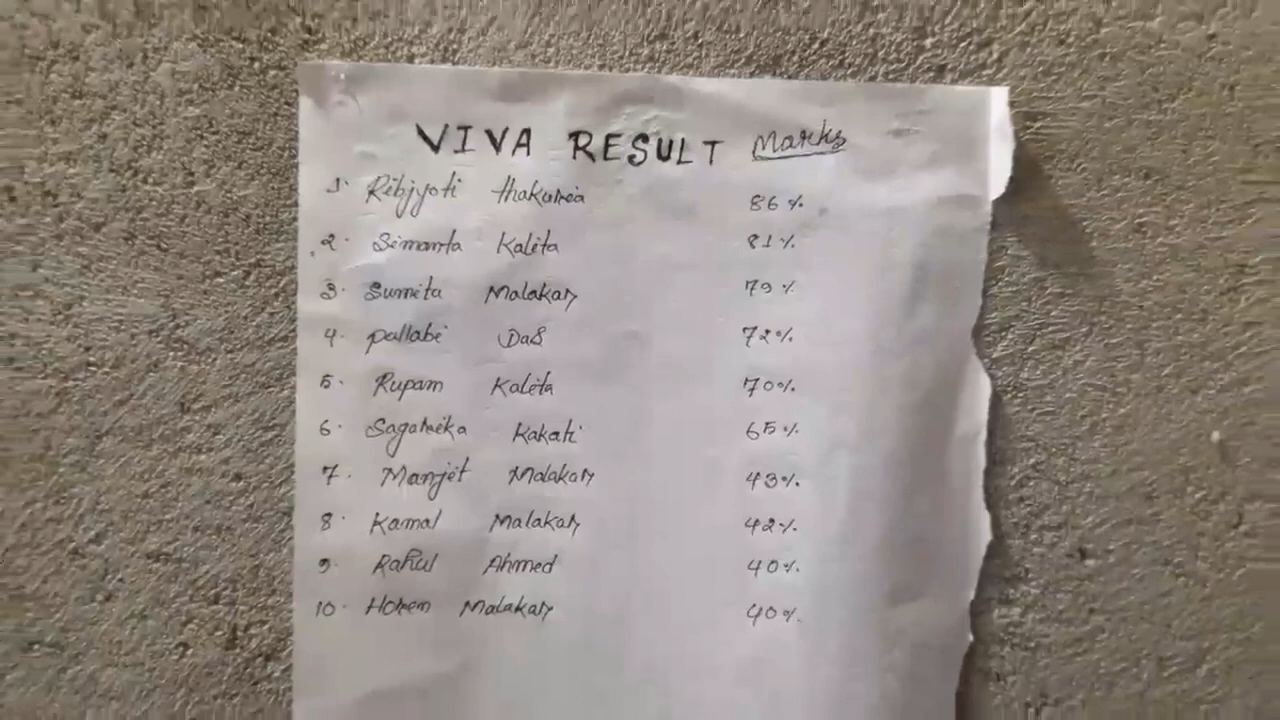 VIVA RESULT Marks
1. Ribjyoti thakuria 86%
2. Simanta Kalita 81%
3. Sumita Malakar 79%
4. pallabi Das 72%
5. Rupam Kalita 70%
6. Sagarika Kakati 65%
7. Manjit Malakar 43%
8. Kamal Malakar 42%
9. Rahul Ahmed 40%
10. Horen Malakar 40%